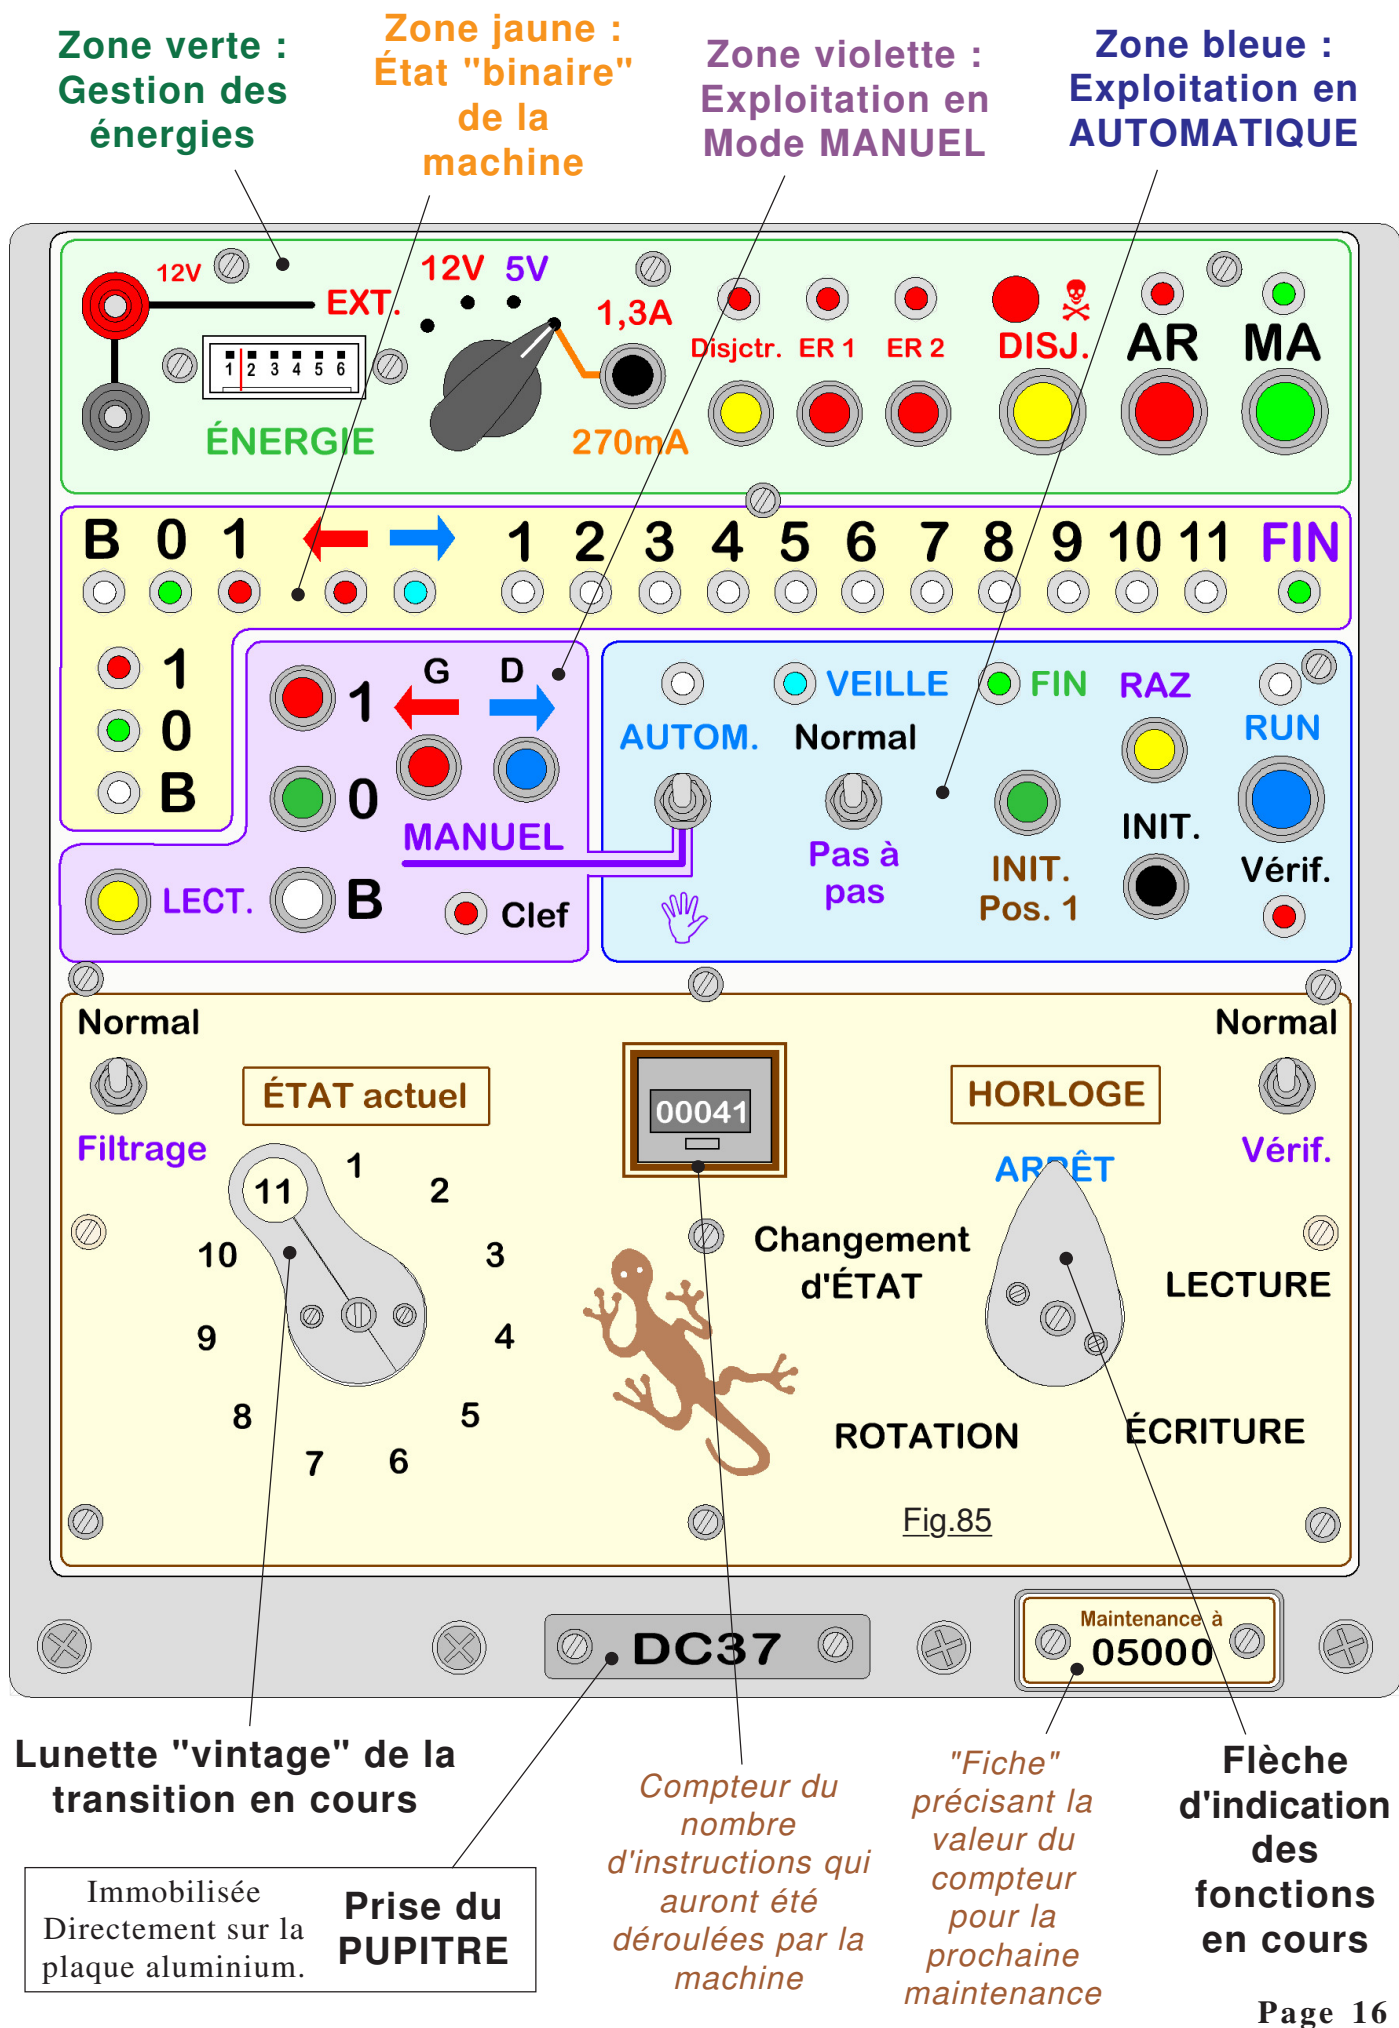 Zone verte :
Gestion des
énergies
Zone jaune :
État "binaire"
de la
machine
Zone violette :
Exploitation en
Mode MANUEL
Zone bleue :
Exploitation en
AUTOMATIQUE
12V
EXT.
1 2 3 4 5 6
ÉNERGIE
12V 5V
1,3A
270mA
Disjctr. ER 1 ER 2
DISJ.
AR
MA
B 0 1
1 2 3 4 5 6 7 8 9 10 11 FIN
1
0
B
1
0
B
G D
MANUEL
LECT.
Clef
AUTOM.
VEILLE
Normal
Pas à
pas
FIN
INIT.
Pos. 1
RAZ
INIT.
RUN
Vérif.
Normal
Filtrage
ÉTAT actuel
11
1
2
3
4
5
6
7
8
9
10
00041
HORLOGE
Normal
Vérif.
ARRÊT
Changement
d'ÉTAT
LECTURE
ROTATION
ÉCRITURE
Fig.85
DC37
Maintenance à
05000
Lunette "vintage" de la
transition en cours
Immobilisée
Directement sur la
plaque aluminium.
Prise du
PUPITRE
Compteur du
nombre
d'instructions qui
auront été
déroulées par la
machine
"Fiche"
précisant la
valeur du
compteur
pour la
prochaine
maintenance
Flèche
d'indication
des
fonctions
en cours
Page 16